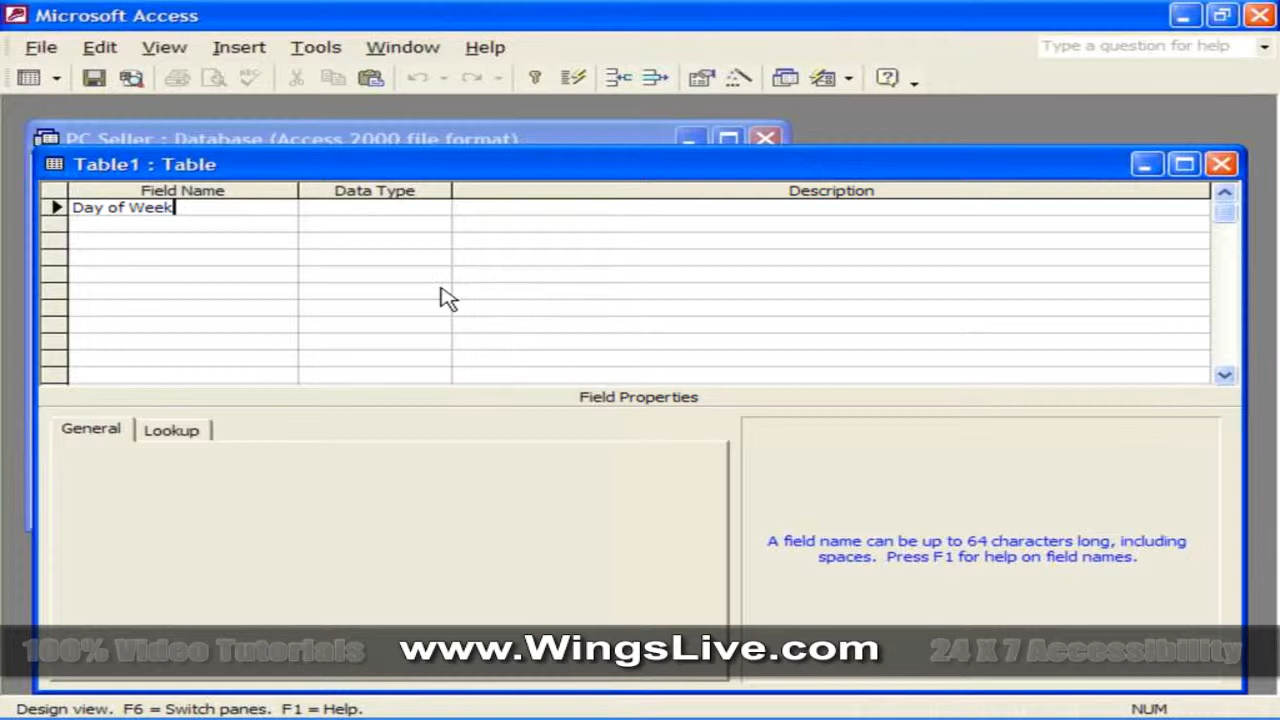 Microsoft Access
File Edit View Insert Tools Window Help Type a question for help
PC Seller : Database (Access 2000 file format)
Table1 : Table
Field Name Data Type Description
Day of Week
Field Properties
General Lookup
A field name can be up to 64 characters long, including
spaces. Press F1 for help on field names.
100% Video Tutorials www.WingsLive.com 24 X 7 Accessibility
Design view. F6 = Switch panes. F1 = Help. NUM